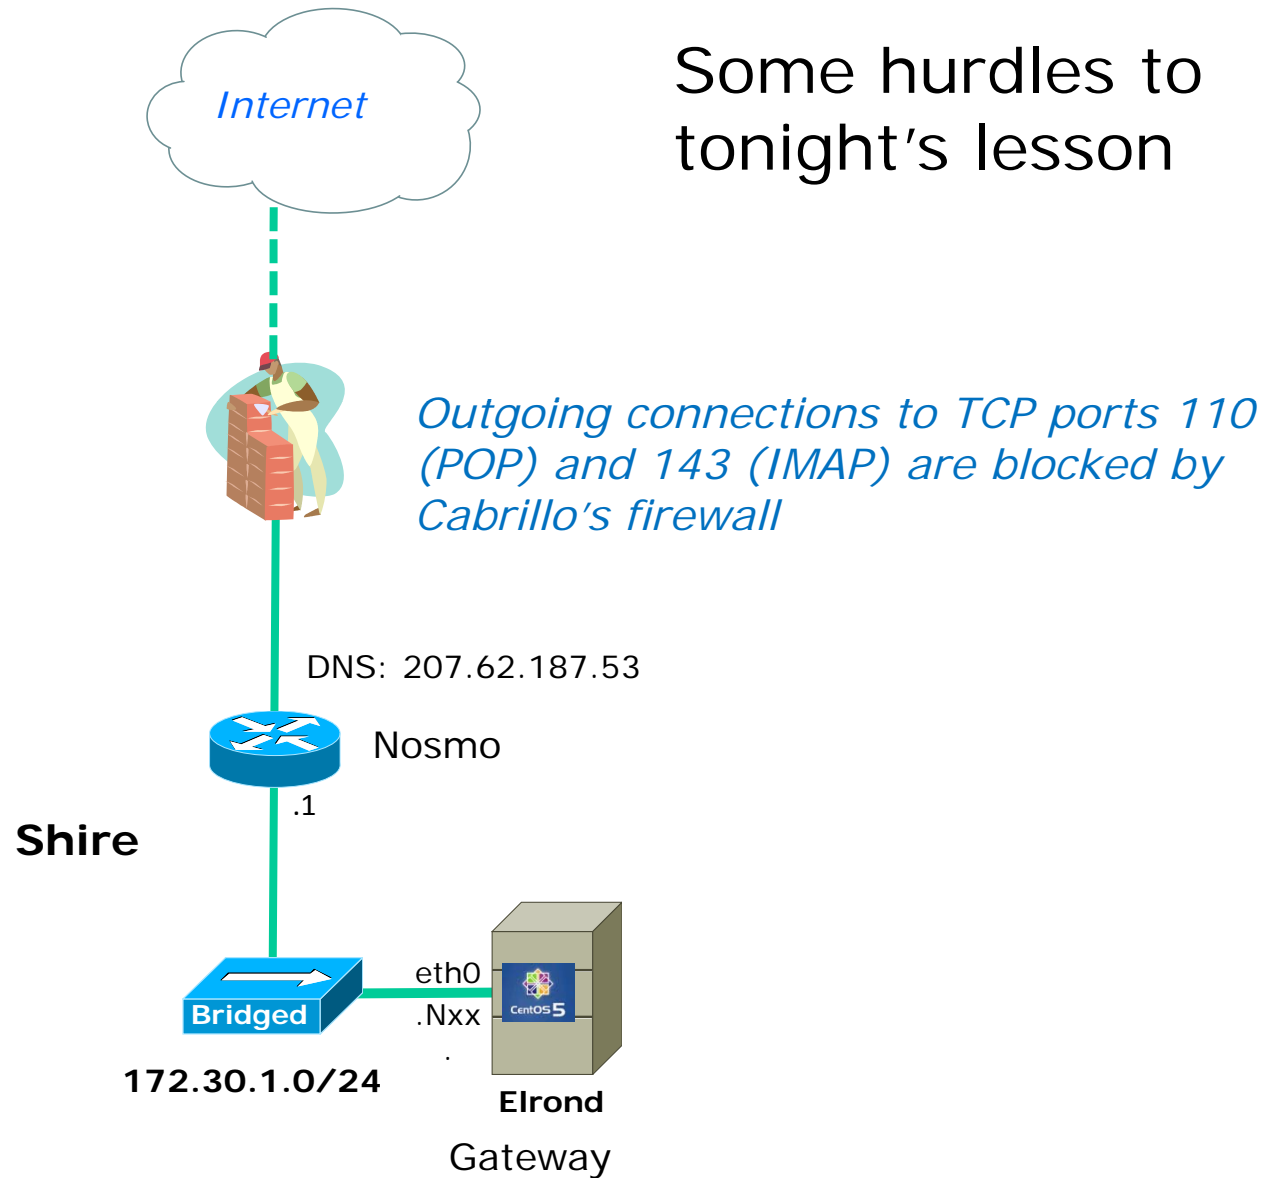 Some hurdles to
tonight's lesson
Internet
Outgoing connections to TCP ports 110
(POP) and 143 (IMAP) are blocked by
Cabrillo's firewall
DNS: 207.62.187.53
Nosmo
.1
Shire
eth0
CentOS 5
Bridged
.Nxx
.
172.30.1.0/24
Elrond
Gateway